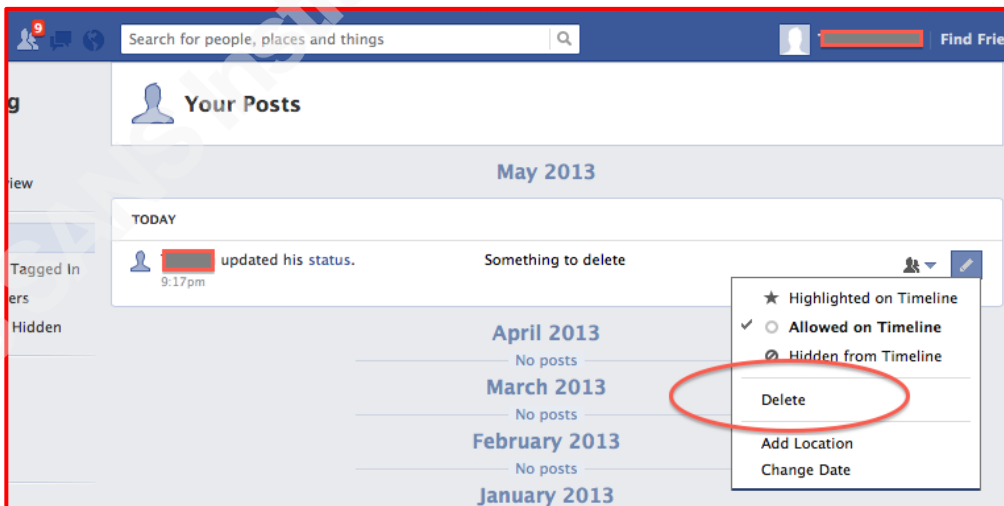 9
Search for people, places and things
Find Frie
g
Your Posts
iew
May 2013
TODAY
updated his status.
Something to delete
9:17pm
Tagged In
ers
Hidden
Highlighted on Timeline
Allowed on Timeline
Hidden from Timeline
Delete
Add Location
Change Date
April 2013
No posts
March 2013
No posts
February 2013
No posts
January 2013
SANS Insti